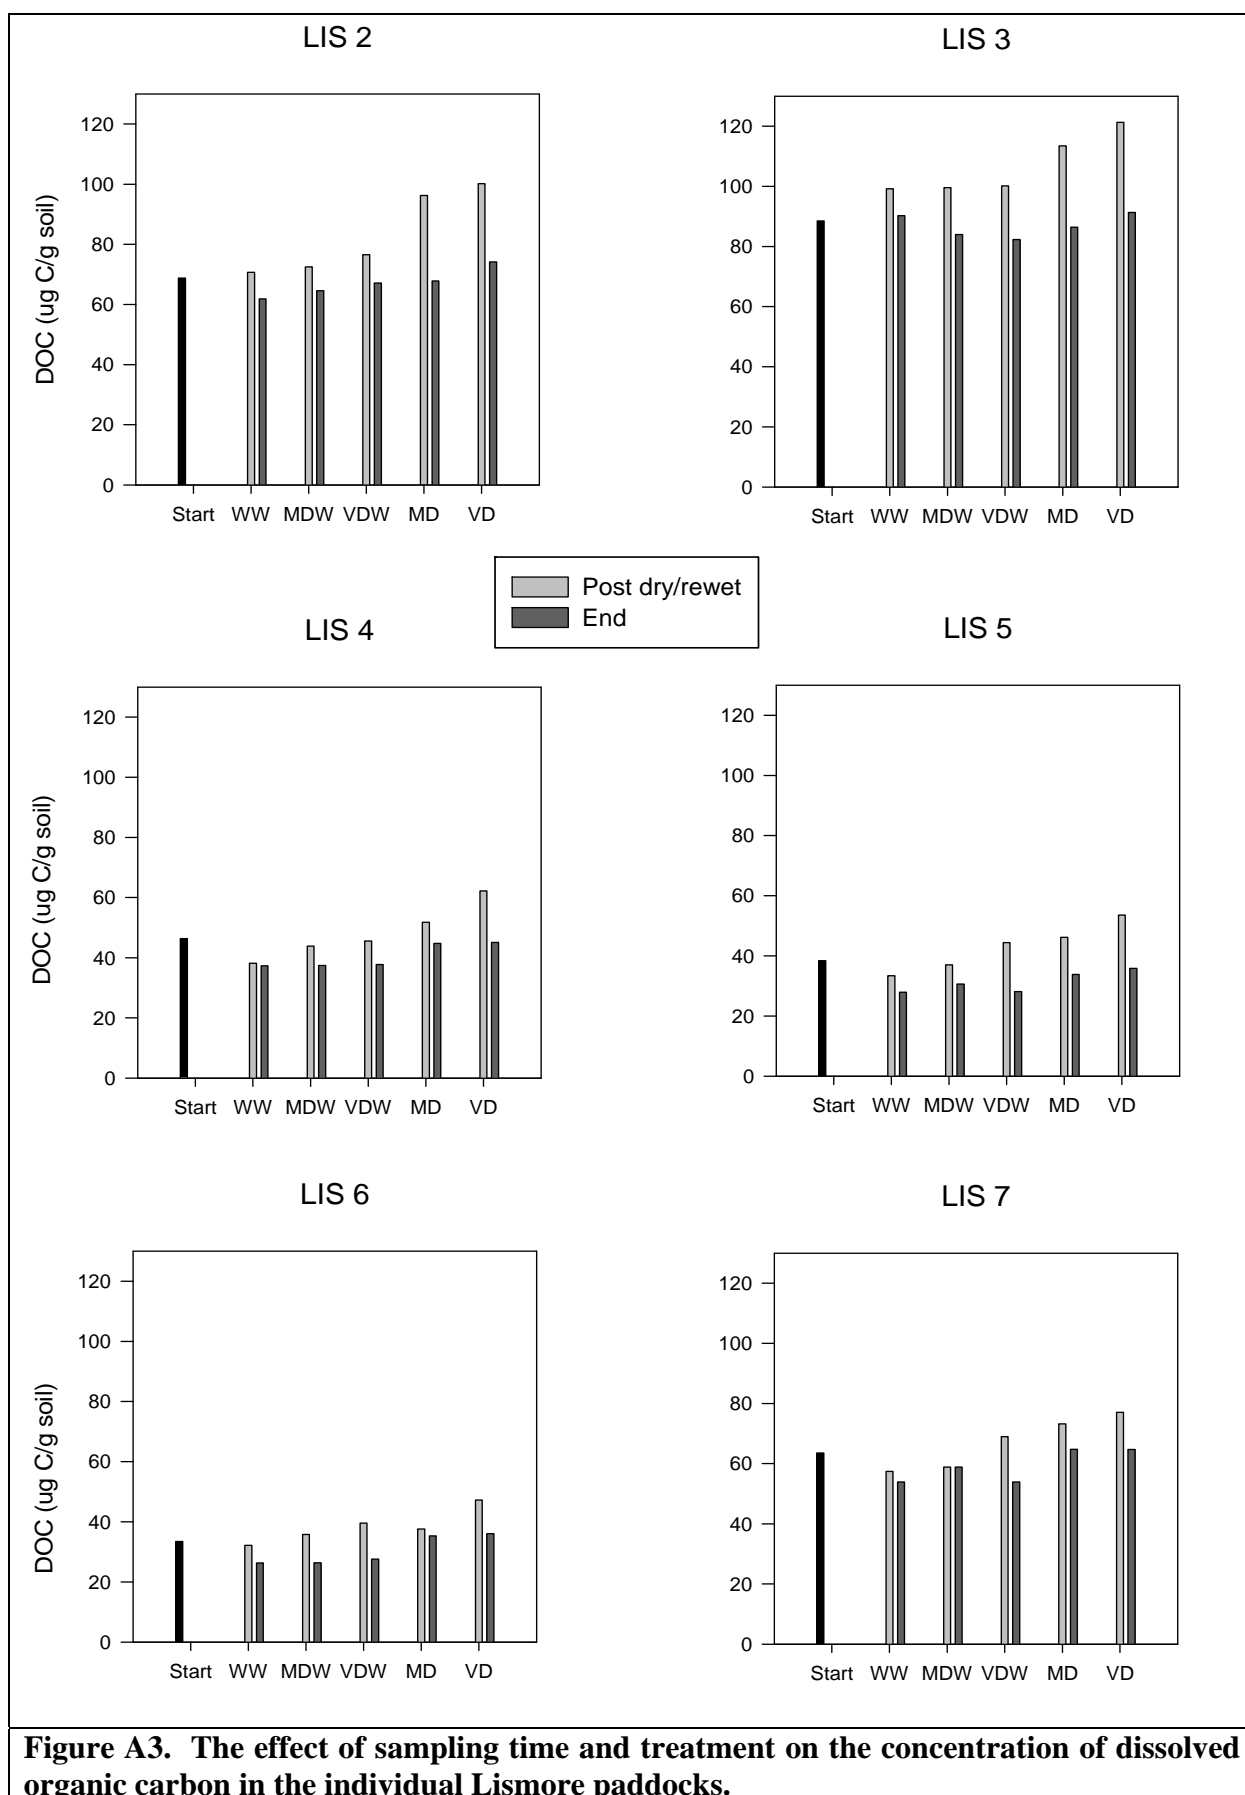 LIS 2
LIS 3
120
100
80
60
40
20
0
DOC (ug C/g soil)
Start WW MDW VDW MD VD
120
100
80
60
40
20
0
Start WW MDW VDW MD VD
Post dry/rewet
End
LIS 4
LIS 5
120
100
80
60
40
20
0
DOC (ug C/g soil)
Start WW MDW VDW MD VD
120
100
80
60
40
20
0
Start WW MDW VDW MD VD
LIS 6
LIS 7
120
100
80
60
40
20
0
DOC (ug C/g soil)
Start WW MDW VDW MD VD
120
100
80
60
40
20
0
Start WW MDW VDW MD VD
Figure A3. The effect of sampling time and treatment on the concentration of dissolved
organic carbon in the individual Lismore paddocks.